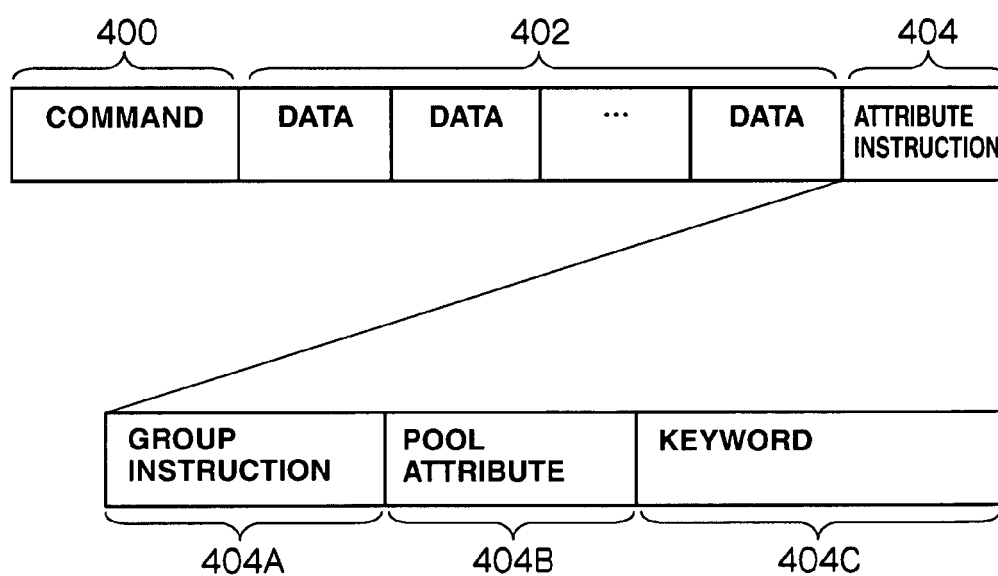 400 402 404
COMMAND DATA DATA ... DATA ATTRIBUTE
INSTRUCTION
GROUP
INSTRUCTION
POOL
ATTRIBUTE
KEYWORD
404A 404B 404C